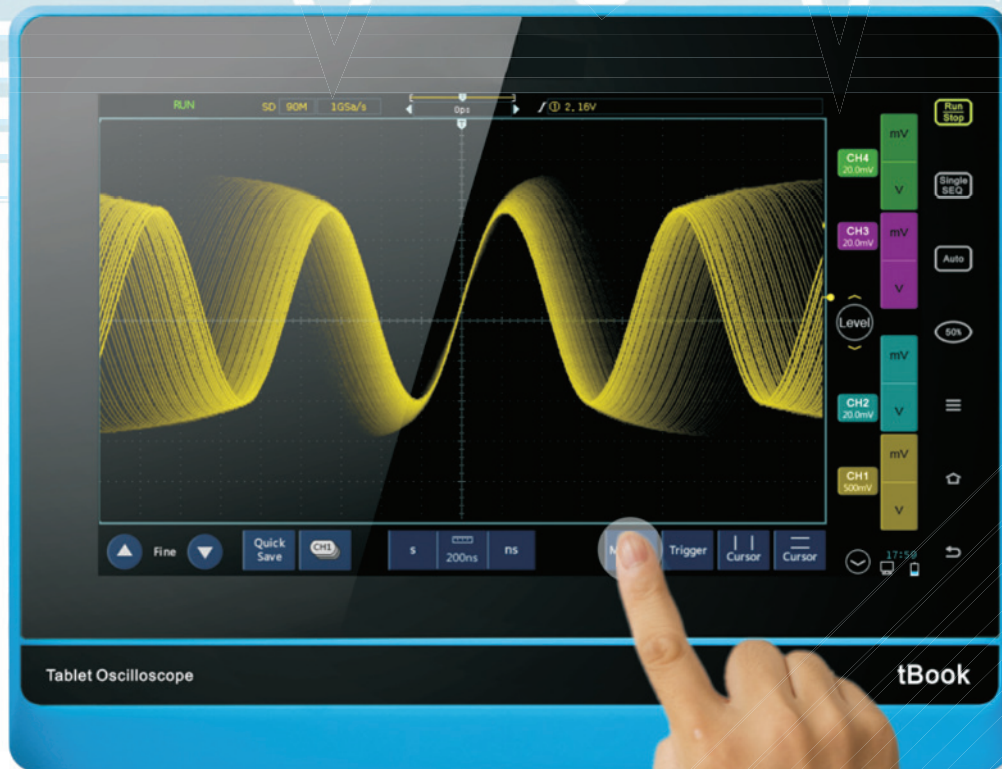 RUN
SD 90M 1GSa/s
0ps
T
① 2.16V
Run
Stop
mV
CH4
20.0mV
V
Single
SEQ
mV
CH3
20.0mV
V
Auto
Level
50%
mV
CH2
20.0mV
V
mV
CH1
500mV
V
Fine
Quick
Save
CH1
s
200ns
ns
Trigger
Cursor
Cursor
17:59
Tablet Oscilloscope
tBook